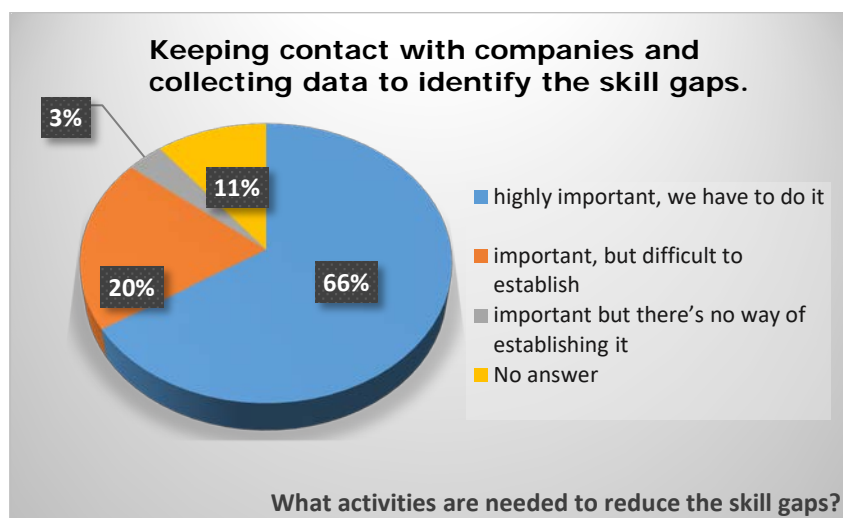 Keeping contact with companies and
collecting data to identify the skill gaps.
3%
11%
20%
66%
highly important, we have to do it
important, but difficult to
establish
important but there’s no way of
establishing it
No answer
What activities are needed to reduce the skill gaps?